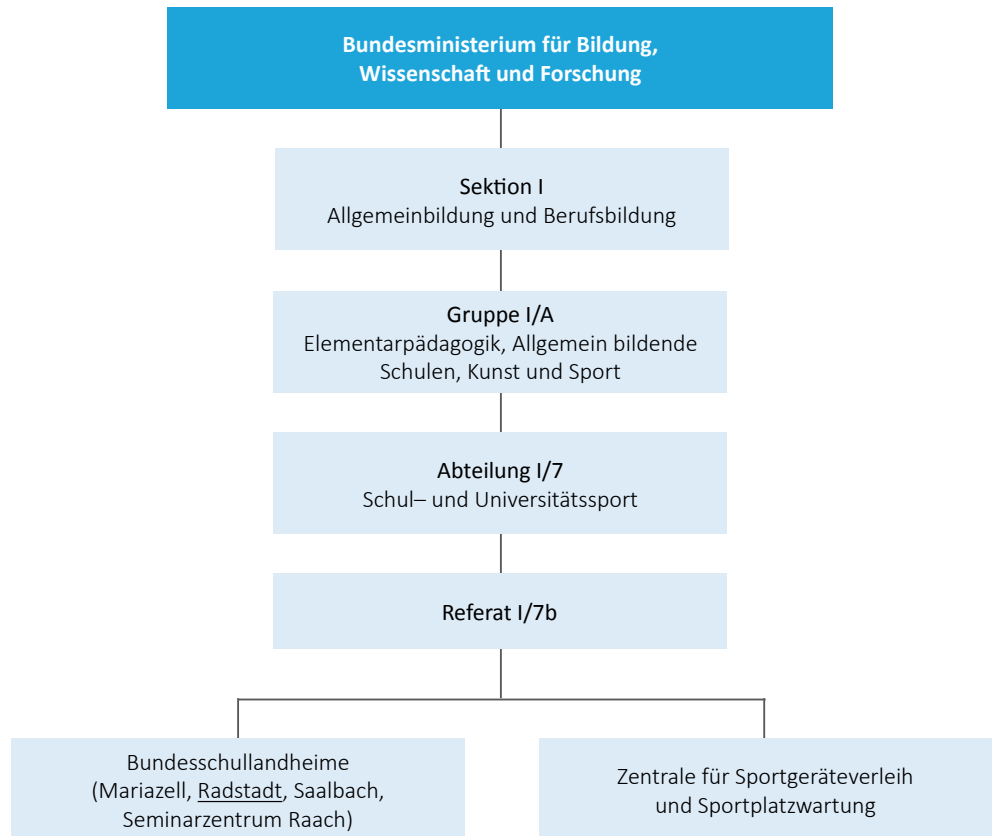 Bundesministerium für Bildung,
Wissenschaft und Forschung
Sektion I
Allgemeinbildung und Berufsbildung
Gruppe I/A
Elementarpädagogik, Allgemein bildende
Schulen, Kunst und Sport
Abteilung I/7
Schul– und Universitätssport
Referat I/7b
Bundesschullandheime
(Mariazell, Radstadt, Saalbach,
Seminarzentrum Raach)
Zentrale für Sportgeräteverleih
und Sportplatzwartung